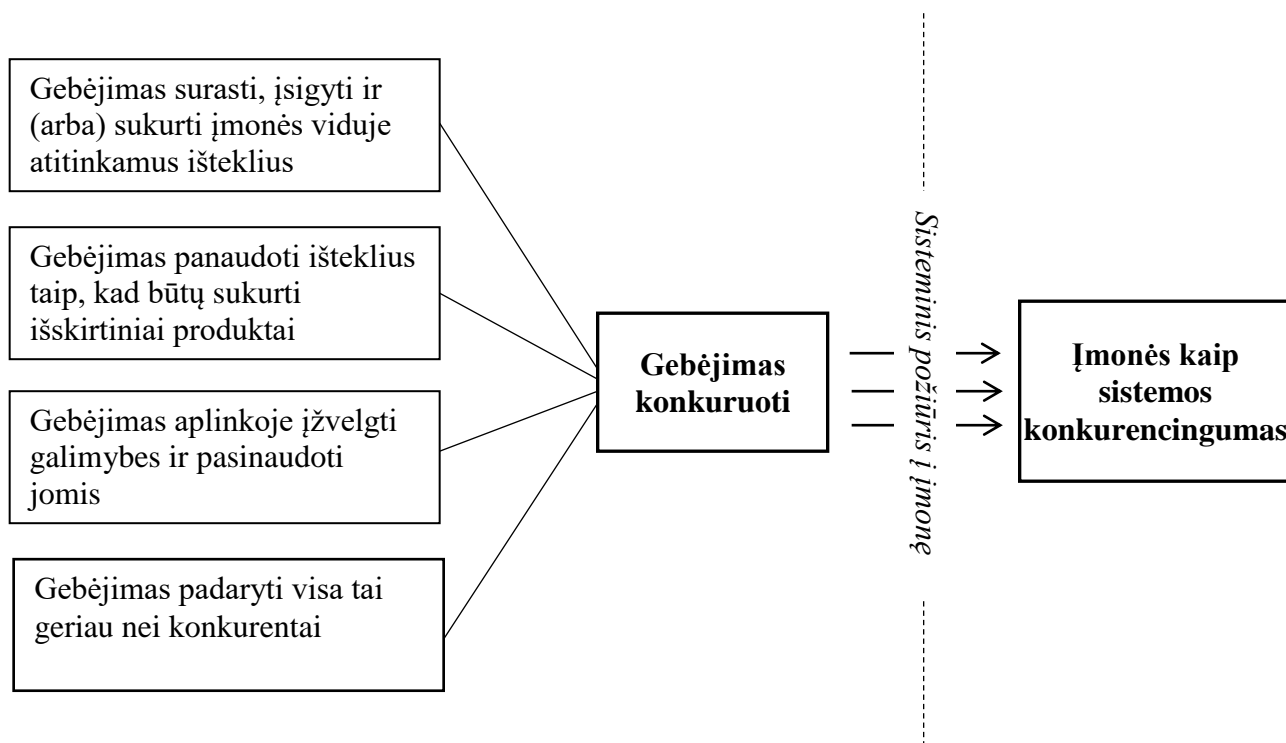 Gebėjimas surasti, įsigyti ir
(arba) sukurti įmonės viduje
atitinkamus išteklius
Gebėjimas panaudoti išteklius
taip, kad būtų sukurti
išskirtiniai produktai
Gebėjimas aplinkoje įžvelgti
galimybes ir pasinaudoti
jomis
Gebėjimas padaryti visa tai
geriau nei konkurentai
Gebėjimas
konkuruoti
Sisteminis požiūris į įmonę
Įmonės kaip
sistemos
konkurencingumas